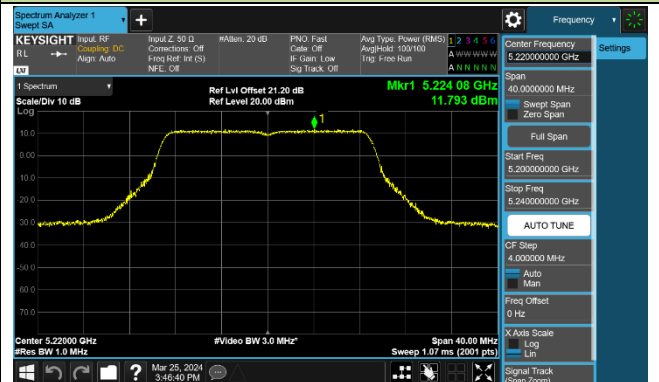 Spectrum Analyzer 1
Swept SA
Frequency
KEYSIGHT
RL
LXI
Input: RF
Coupling: DC
Align: Auto
Input Z: 50 Ω
Corrections: Off
Freq Ref: Int (S)
NFE: Off
#Atten: 20 dB
PNO: Fast
Gate: Off
IF Gain: Low
Sig Track: Off
Avg Type: Power (RMS)
Avg|Hold: 100/100
Trig: Free Run
1 2 3 4 5 6
A W W W W W
A N N N N N
Center Frequency
5.220000000 GHz
Settings
Span
40.0000000 MHz
Swept Span
Zero Span
Full Span
Start Freq
5.200000000 GHz
Stop Freq
5.240000000 GHz
AUTO TUNE
CF Step
4.000000 MHz
Auto
Man
Freq Offset
0 Hz
X Axis Scale
Log
Lin
Signal Track
(Span Zoom)
1 Spectrum
Scale/Div 10 dB
Log
Ref Lvl Offset 21.20 dB
Ref Level 20.00 dBm
Mkr1 5.224 08 GHz
11.793 dBm
1
10.0
0.00
-10.0
-20.0
-30.0
-40.0
-50.0
-60.0
-70.0
Center 5.22000 GHz
#Res BW 1.0 MHz
#Video BW 3.0 MHz*
Span 40.00 MHz
Sweep 1.07 ms (2001 pts)
?
Mar 25, 2024
3:46:40 PM